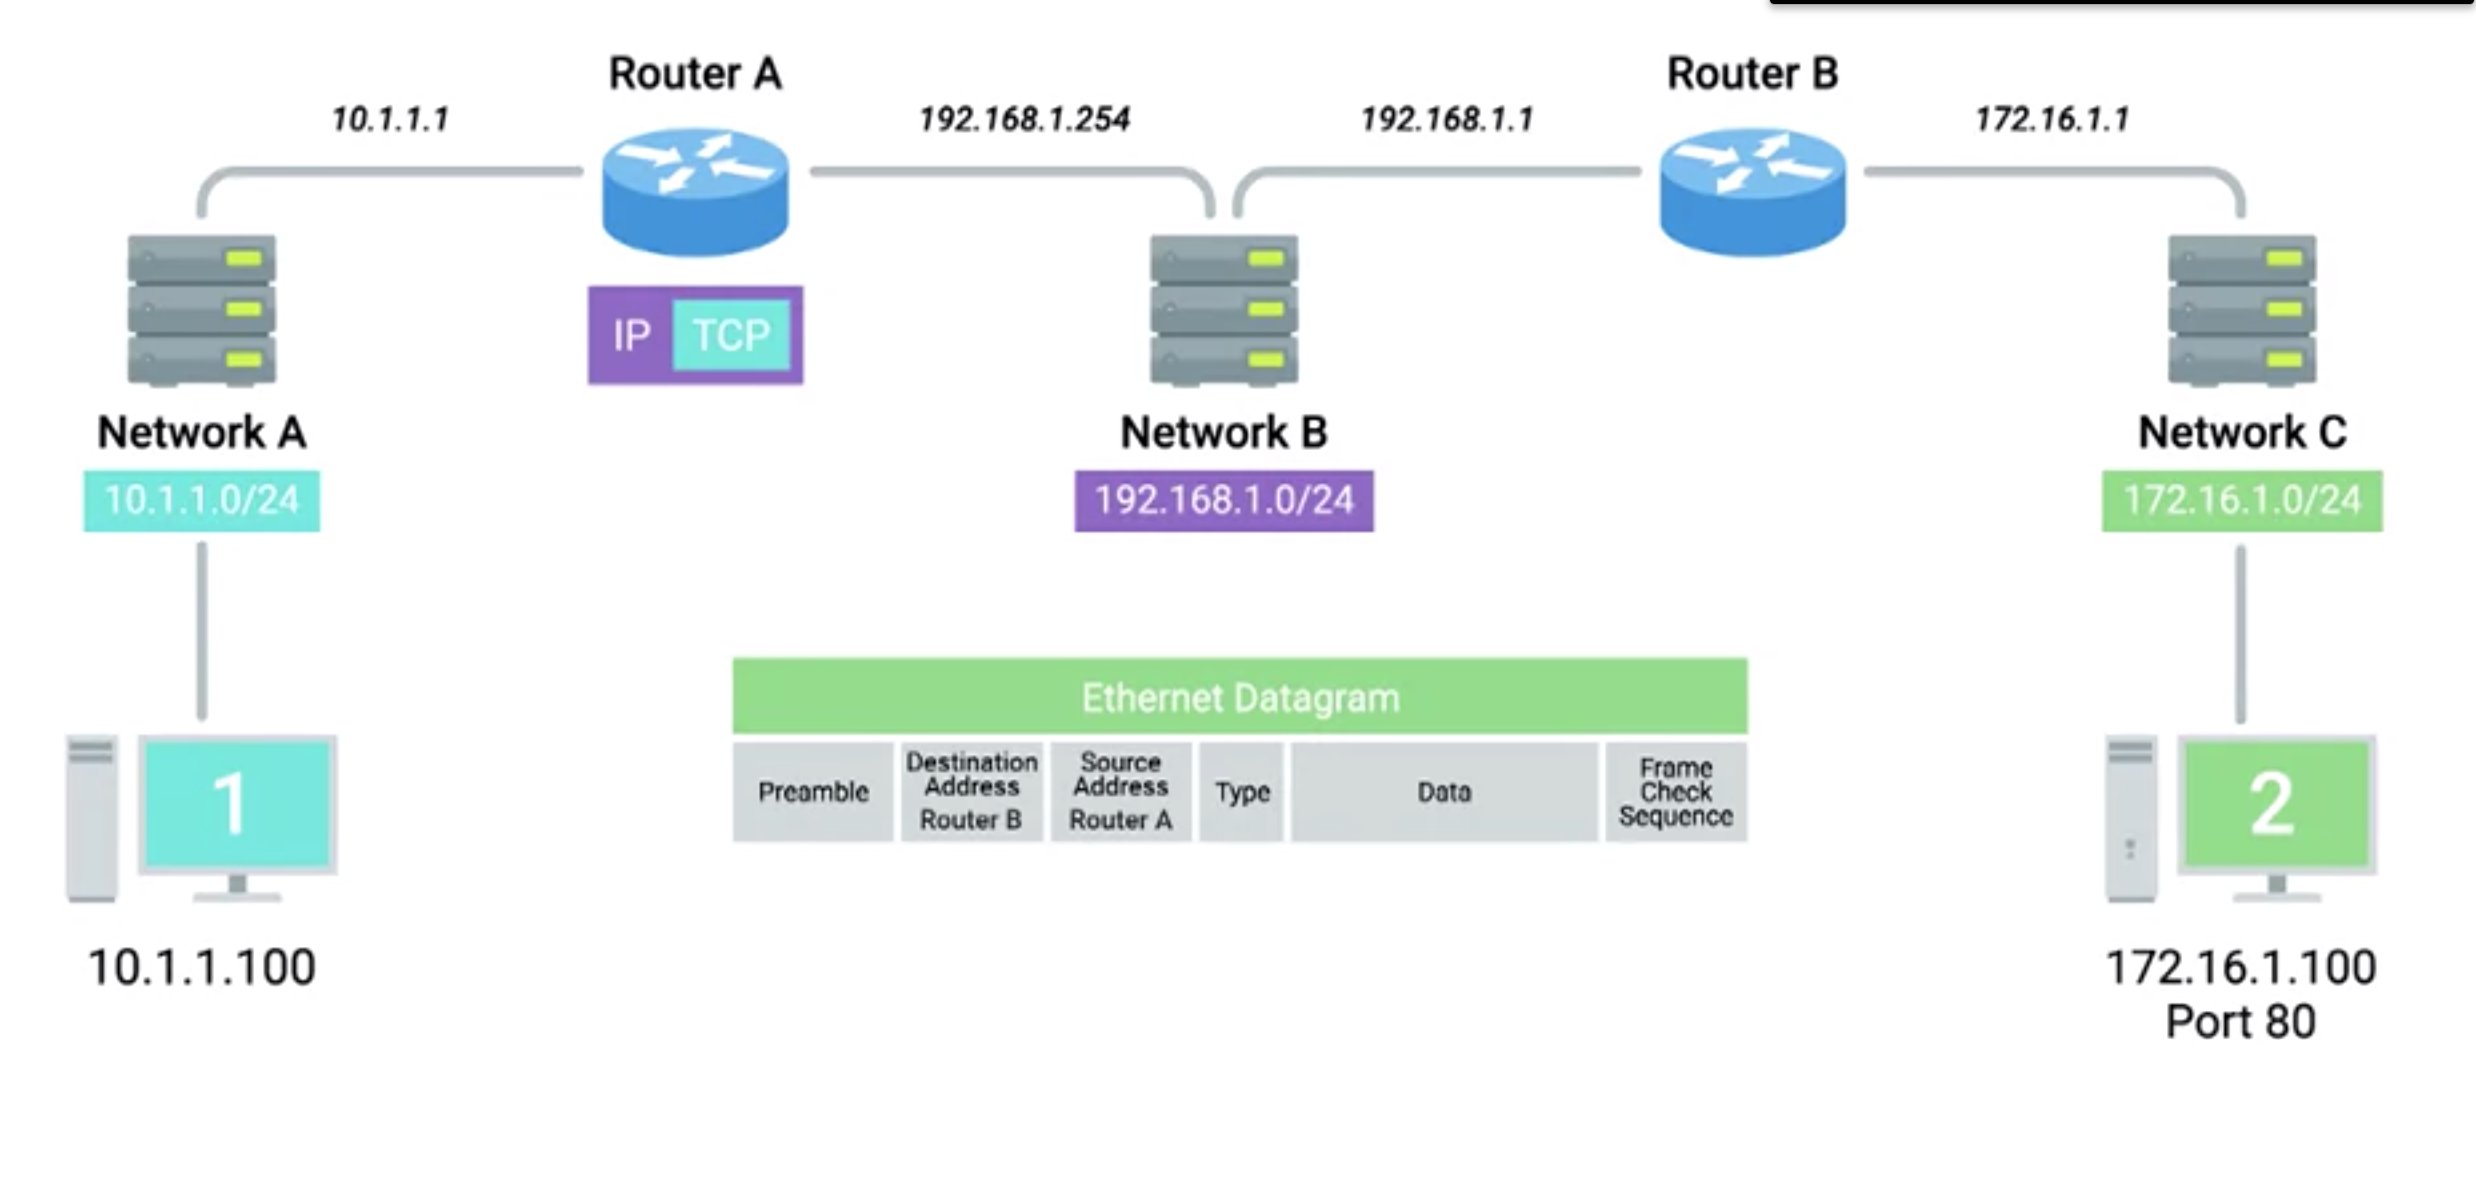 Router A
Router B
10.1.1.1
192.168.1.254
192.168.1.1
172.16.1.1
IP TCP
Network A
Network B
Network C
10.1.1.0/24
192.168.1.0/24
172.16.1.0/24
Ethernet Datagram
Preamble
Destination
Address
Router B
Source
Address
Router A
Type
Data
Frame
Check
Sequence
1
2
10.1.1.100
172.16.1.100
Port 80